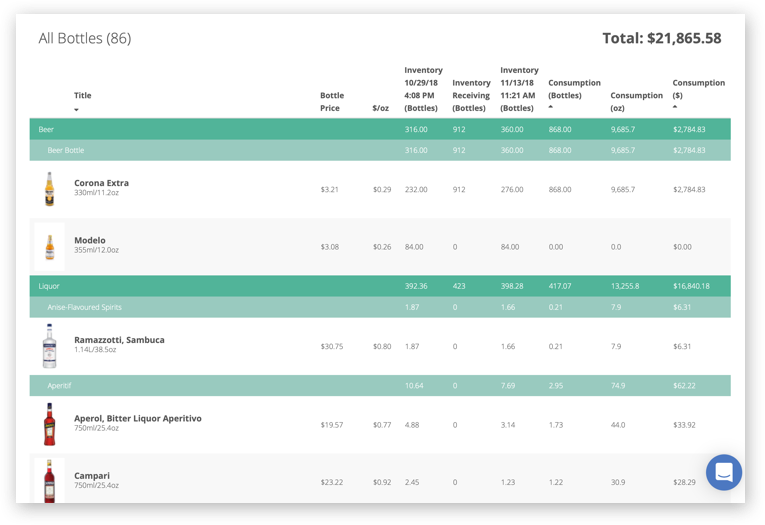 All Bottles (86)
Total: $21,865.58
Title
Bottle Price
$/oz
Inventory 10/29/18 4:08 PM (Bottles)
Inventory Receiving (Bottles)
Inventory 11/13/18 11:21 AM (Bottles)
Consumption (Bottles)
Consumption (oz)
Consumption ($)
Beer 316.00 912 360.00 868.00 9,685.7 $2,784.83
Beer Bottle 316.00 912 360.00 868.00 9,685.7 $2,784.83
Corona Extra
330ml/11.2oz
$3.21 $0.29 232.00 912 276.00 868.00 9,685.7 $2,784.83
Modelo
355ml/12.0oz
$3.08 $0.26 84.00 0 84.00 0.00 0.0 $0.00
Liquor 392.36 423 398.28 417.07 13,255.8 $16,840.18
Anise-Flavoured Spirits 1.87 0 1.66 0.21 7.9 $6.31
Ramazzotti, Sambuca
1.14L/38.5oz
$30.75 $0.80 1.87 0 1.66 0.21 7.9 $6.31
Aperitif 10.64 0 7.69 2.95 74.9 $62.22
Aperol, Bitter Liquor Aperitivo
750ml/25.4oz
$19.57 $0.77 4.88 0 3.14 1.73 44.0 $33.92
Campari
750ml/25.4oz
$23.22 $0.92 2.45 0 1.23 1.22 30.9 $28.29